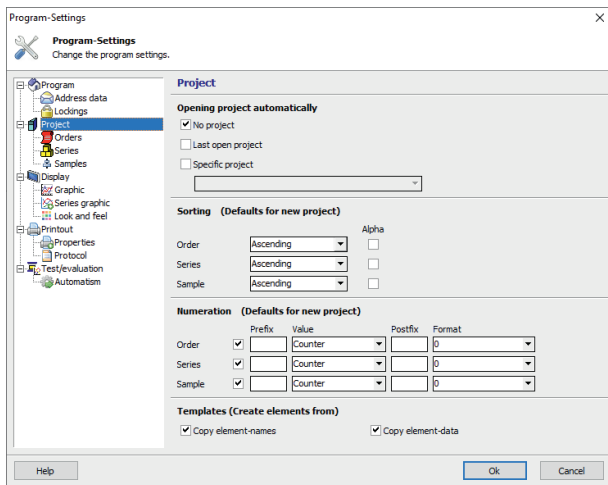 Program-Settings
Program-Settings
Change the program settings.
Program
Address data
Lockings
Project
Orders
Series
Samples
Display
Graphic
Series graphic
Look and feel
Printout
Properties
Protocol
Test/evaluation
Automatism
Project
Opening project automatically
No project
Last open project
Specific project
Sorting (Defaults for new project)
Alpha
Order Ascending
Series Ascending
Sample Ascending
Numeration (Defaults for new project)
Prefix Value Postfix Format
Order Counter 0
Series Counter 0
Sample Counter 0
Templates (Create elements from)
Copy element-names Copy element-data
Help Ok Cancel